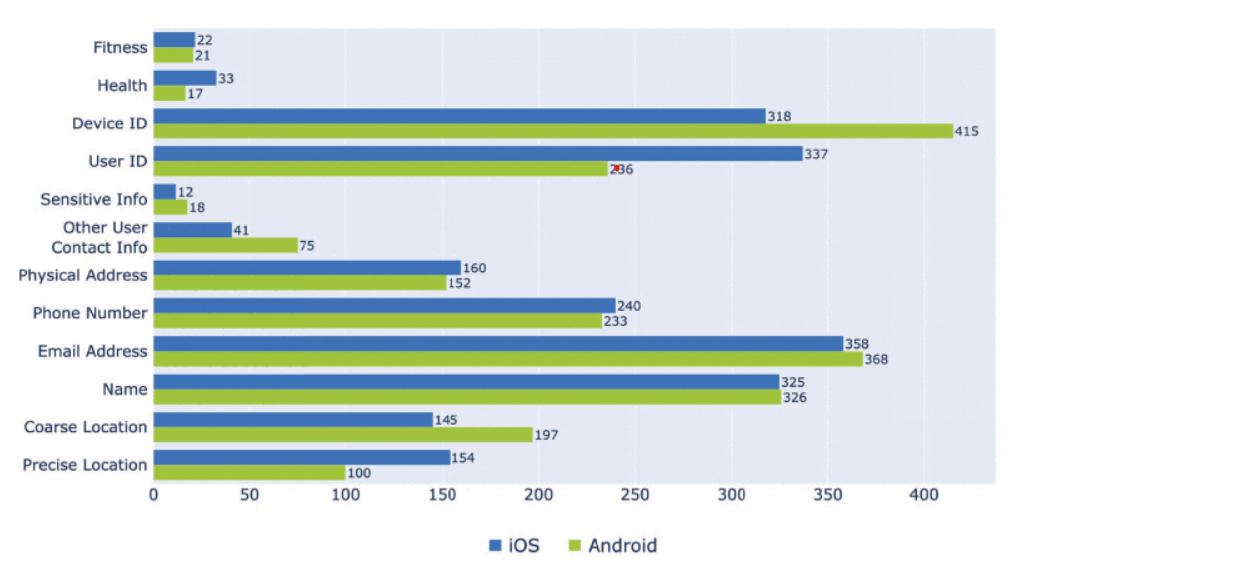 Fitness 22
21
Health 33
17
Device ID 318
415
User ID 337
236
Sensitive Info 12
18
Other User
Contact Info 41
75
Physical Address 160
152
Phone Number 240
233
Email Address 358
368
Name 325
326
Coarse Location 145
197
Precise Location 154
100
0 50 100 150 200 250 300 350 400
iOS Android